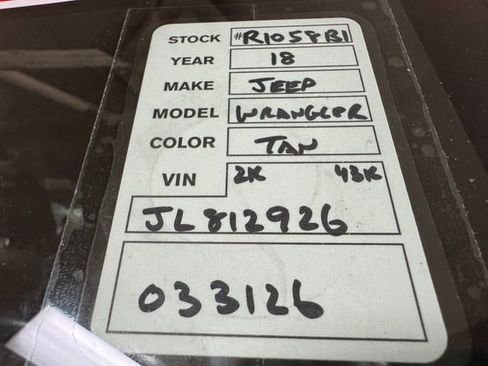 STOCK #R1058B1
YEAR 18
MAKE JEEP
MODEL WRANGLER
COLOR TAN
VIN 2K 43K
JL812926
033126